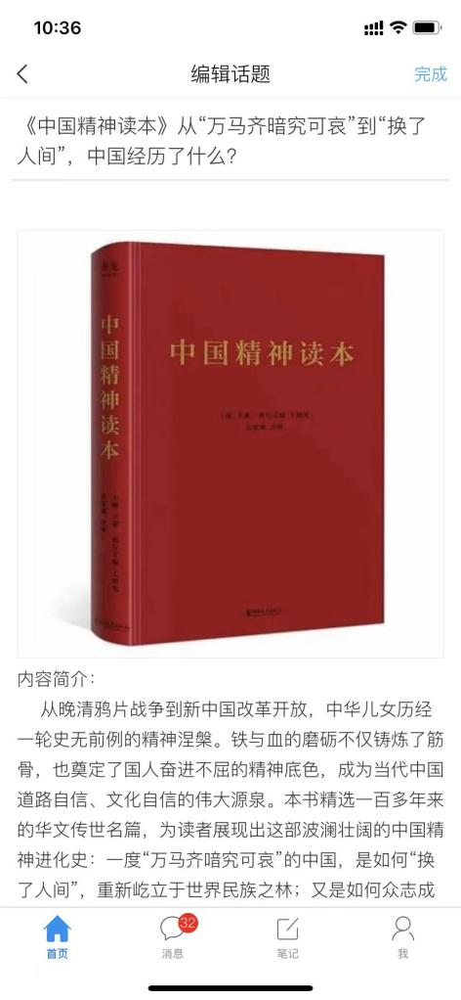 10:36
编辑话题
完成
《中国精神读本》从“万马齐暗究可哀”到“换了
人间”，中国经历了什么？
中国精神读本
中国精神读本
内容简介：
从晚清鸦片战争到新中国改革开放，中华儿女历经
一轮史无前例的精神涅槃。铁与血的磨砺不仅铸炼了筋
骨，也奠定了国人奋进不屈的精神底色，成为当代中国
道路自信、文化自信的伟大源泉。本书精选一百多年来
的华文传世名篇，为读者展现出这部波澜壮阔的中国精
神进化史：一度“万马齐喑究可哀”的中国，是如何“换
了人间”，重新屹立于世界民族之林；又是如何众志成
32
首页
消息
笔记
我